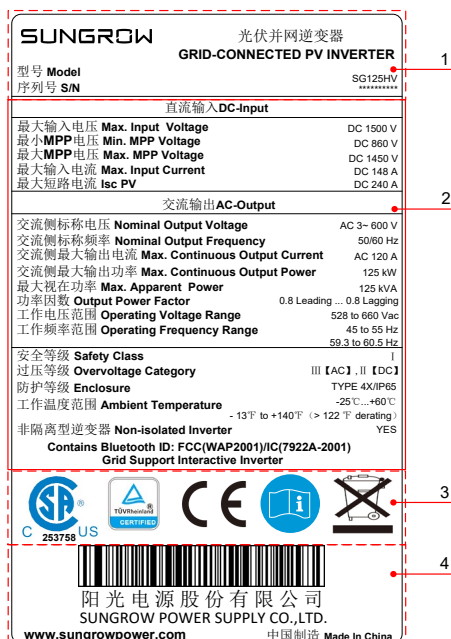 SUNGROW
光伏并网逆变器
GRID-CONNECTED PV INVERTER
型号 Model SG125HV
序列号 S/N **********
1
直流输入DC-Input
最大输入电压 Max. Input Voltage DC 1500 V
最小MPP电压 Min. MPP Voltage DC 860 V
最大MPP电压 Max. MPP Voltage DC 1450 V
最大输入电流 Max. Input Current DC 148 A
最大短路电流 Isc PV DC 240 A
2
交流输出AC-Output
交流侧标称电压 Nominal Output Voltage AC 3~ 600 V
交流侧标称频率 Nominal Output Frequency 50/60 Hz
交流侧最大输出电流 Max. Continuous Output Current AC 120 A
交流侧最大输出功率 Max. Continuous Output Power 125 kW
最大视在功率 Max. Apparent Power 125 kVA
功率因数 Output Power Factor 0.8 Leading ... 0.8 Lagging
工作电压范围 Operating Voltage Range 528 to 660 Vac
工作频率范围 Operating Frequency Range 45 to 55 Hz
59.3 to 60.5 Hz
安全等级 Safety Class I
过压等级 Overvoltage Category III【AC】, II【DC】
防护等级 Enclosure TYPE 4X/IP65
工作温度范围 Ambient Temperature -25℃...+60℃
- 13℉ to +140℉（> 122 ℉ derating）
非隔离型逆变器 Non-isolated Inverter YES
Contains Bluetooth ID: FCC(WAP2001)/IC(7922A-2001)
Grid Support Interactive Inverter
SA ®
C 253758 US
TÜVRheinland
CERTIFIED
CE
i
3
4
阳光电源股份有限公司
SUNGROW POWER SUPPLY CO.,LTD.
www.sungrowpower.com 中国制造 Made In China